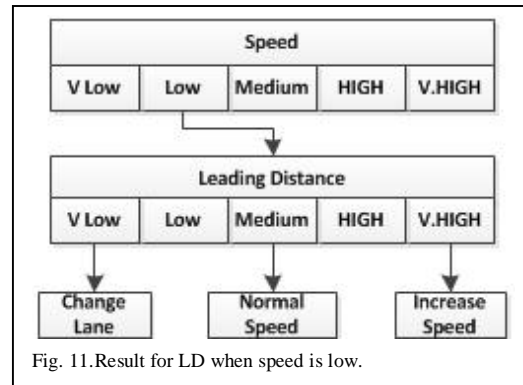 Speed
V Low Low Medium HIGH V.HIGH
Leading Distance
V Low Low Medium HIGH V.HIGH
Change Lane
Normal Speed
Increase Speed
Fig. 11.Result for LD when speed is low.